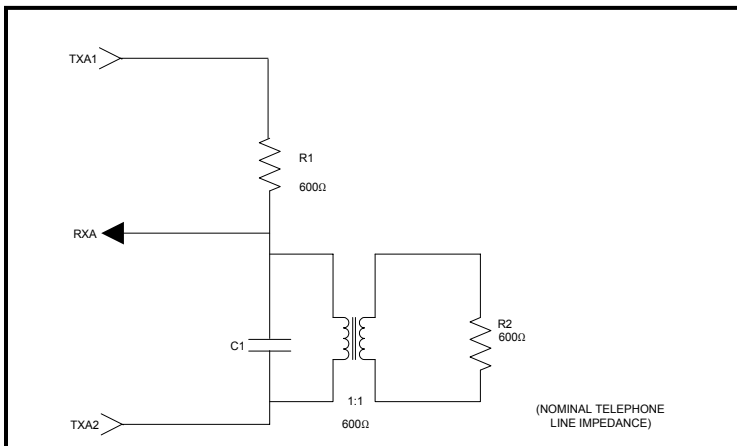 TXA1
R1
600Ω
RXA
R2
600Ω
C1
1:1
600Ω
(NOMINAL TELEPHONE
LINE IMPEDANCE)
TXA2